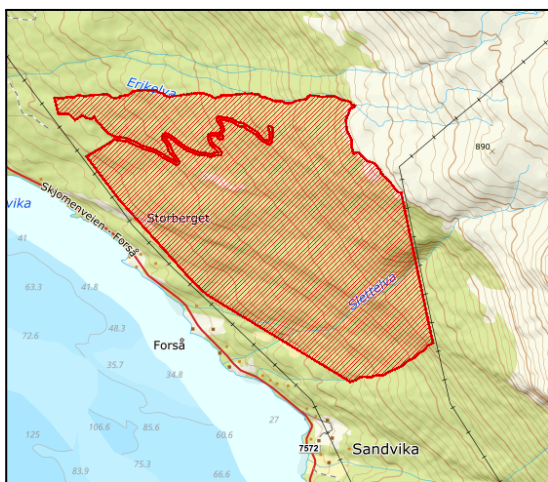 Erikelva
890
Skjomenveien
vika
Storberget
Forså
41
63.3
41.8
Slettelva
72.6
48.3
Forså
35.7
34.8
27
125
106.6
85.6
60.6
7572
Sandvika
83.9
75.3
66.6